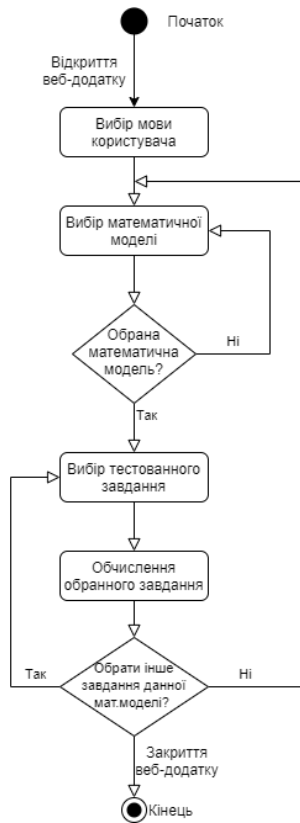 Початок
Відкриття
веб-додатку
Вибір мови
користувача
Вибір математичної
моделі
Обрана
математична
модель?
Ні
Так
Вибір тестованного
завдання
Обчислення
обранного завдання
Обрати інше
завдання данної
мат.моделі?
Так
Ні
Закриття
веб-додатку
Кінець